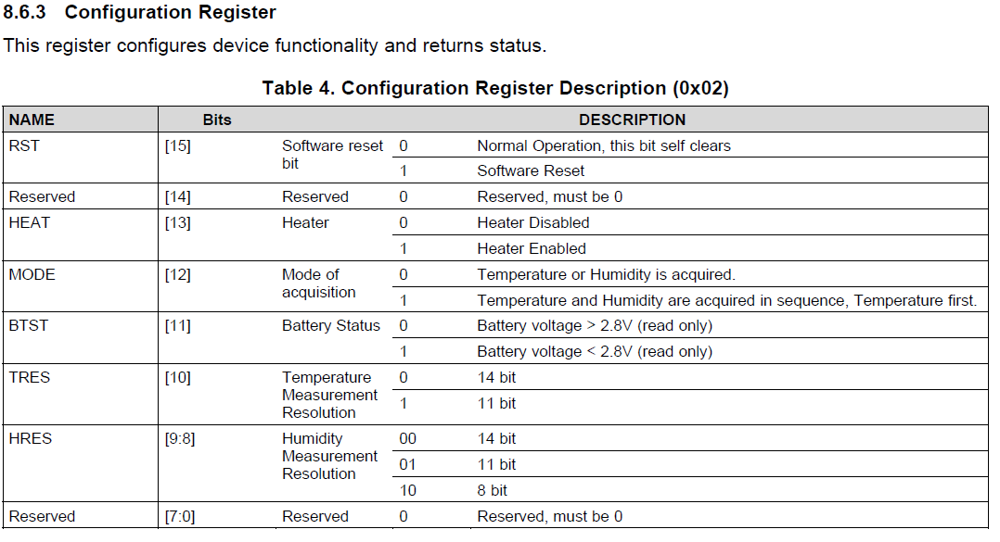 8.6.3 Configuration Register
This register configures device functionality and returns status.
Table 4. Configuration Register Description (0x02)
NAME Bits DESCRIPTION
RST [15] Software reset bit 0 Normal Operation, this bit self clears
1 Software Reset
Reserved [14] Reserved 0 Reserved, must be 0
HEAT [13] Heater 0 Heater Disabled
1 Heater Enabled
MODE [12] Mode of acquisition 0 Temperature or Humidity is acquired.
1 Temperature and Humidity are acquired in sequence, Temperature first.
BTST [11] Battery Status 0 Battery voltage > 2.8V (read only)
1 Battery voltage < 2.8V (read only)
TRES [10] Temperature Measurement Resolution 0 14 bit
1 11 bit
HRES [9:8] Humidity Measurement Resolution 00 14 bit
01 11 bit
10 8 bit
Reserved [7:0] Reserved 0 Reserved, must be 0